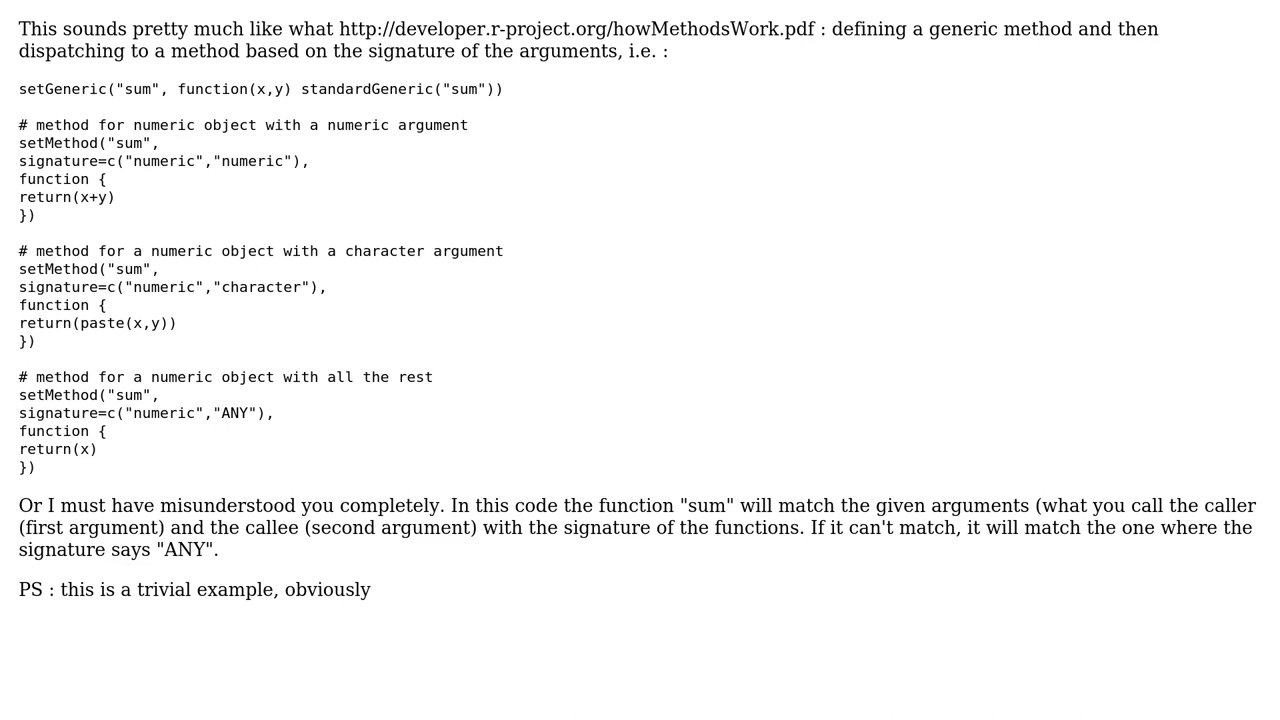 This sounds pretty much like what http://developer.r-project.org/howMethodsWork.pdf : defining a generic method and then
dispatching to a method based on the signature of the arguments, i.e. :
setGeneric("sum", function(x,y) standardGeneric("sum"))
# method for numeric object with a numeric argument
setMethod("sum",
signature=c("numeric","numeric"),
function {
return(x+y)
})
# method for a numeric object with a character argument
setMethod("sum",
signature=c("numeric","character"),
function {
return(paste(x,y))
})
# method for a numeric object with all the rest
setMethod("sum",
signature=c("numeric","ANY"),
function {
return(x)
})
Or I must have misunderstood you completely. In this code the function "sum" will match the given arguments (what you call the caller
(first argument) and the callee (second argument) with the signature of the functions. If it can't match, it will match the one where the
signature says "ANY".
PS : this is a trivial example, obviously